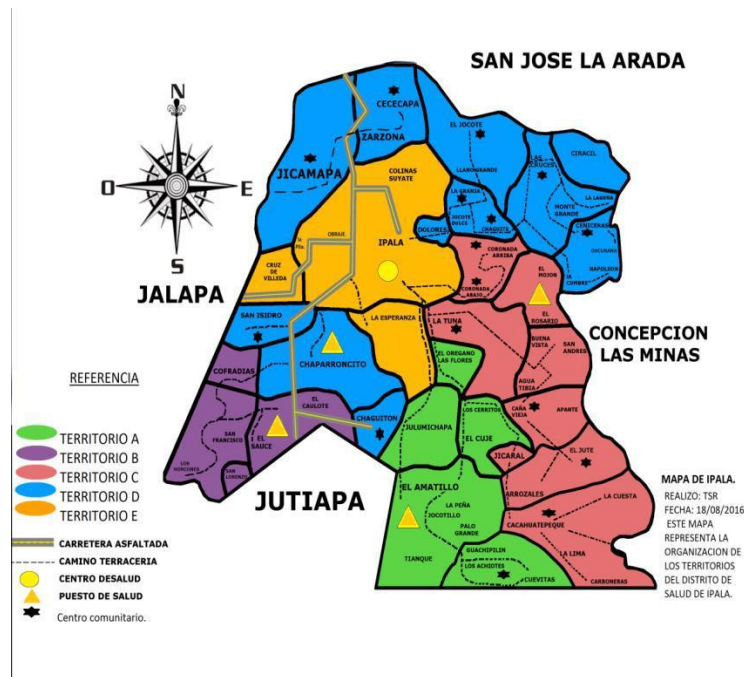 SAN JOSE LA ARADA
N
O
E
S
CECECAPA
ZARZONA
JICAMAPA
EL JOCOTE
LLANOGRANDE
LAS CRUCES
CIRACIL
COLINAS
SUYATE
LA GRANJA
JOCOTE
DULCE
CHAGUITE
MONTE
GRANDE
LA LAGUNA
CENICERAS
NAPOLEON
LA CUMBRE
DOLORES
OBRAJE
IPALA
CORONADA
ARRIBA
CORONADA
ABAJO
EL
MOJON
EL
ROSARIO
CRUZ
DE
VILLEDA
JALAPA
SAN ISIDRO
LA ESPERANZA
LA TUNA
CONCEPCION
LAS MINAS
BUENA
VISTA
SAN
ANDRES
AGUA
TIBIA
CHAPARRONCITO
EL OREGANO
LAS FLORES
COFRADIAS
EL
CAULOTE
CHAGUITON
SAN
FRANCISCO
EL
SAUCE
LOS NORCONES
SAN
LORENZO
JULUMICHAPA
LOS CERRITOS
EL CUJE
CAÑA
VIEJA
APANTE
JICARAL
EL JUTE
JUTIAPA
EL AMATILLO
LA PEÑA
JOCOTILLO
PALO
GRANDE
TIANQUE
ARROZALES
LA CUESTA
CACAHUATEPEQUE
LA LIMA
CARBONERAS
GUACHIPILIN
LOS ACHIOTES
CUEVITAS
REFERENCIA
TERRITORIO A
TERRITORIO B
TERRITORIO C
TERRITORIO D
TERRITORIO E
CARRETERA ASFALTADA
CAMINO TERRACERIA
CENTRO DESALUD
PUESTO DE SALUD
Centro comunitario.
MAPA DE IPALA.
REALIZO: TSR
FECHA: 18/08/2016
ESTE MAPA
REPRESENTA LA
ORGANIZACION DE
LOS TERRITORIOS
DEL DISTRITO DE
SALUD DE IPALA.